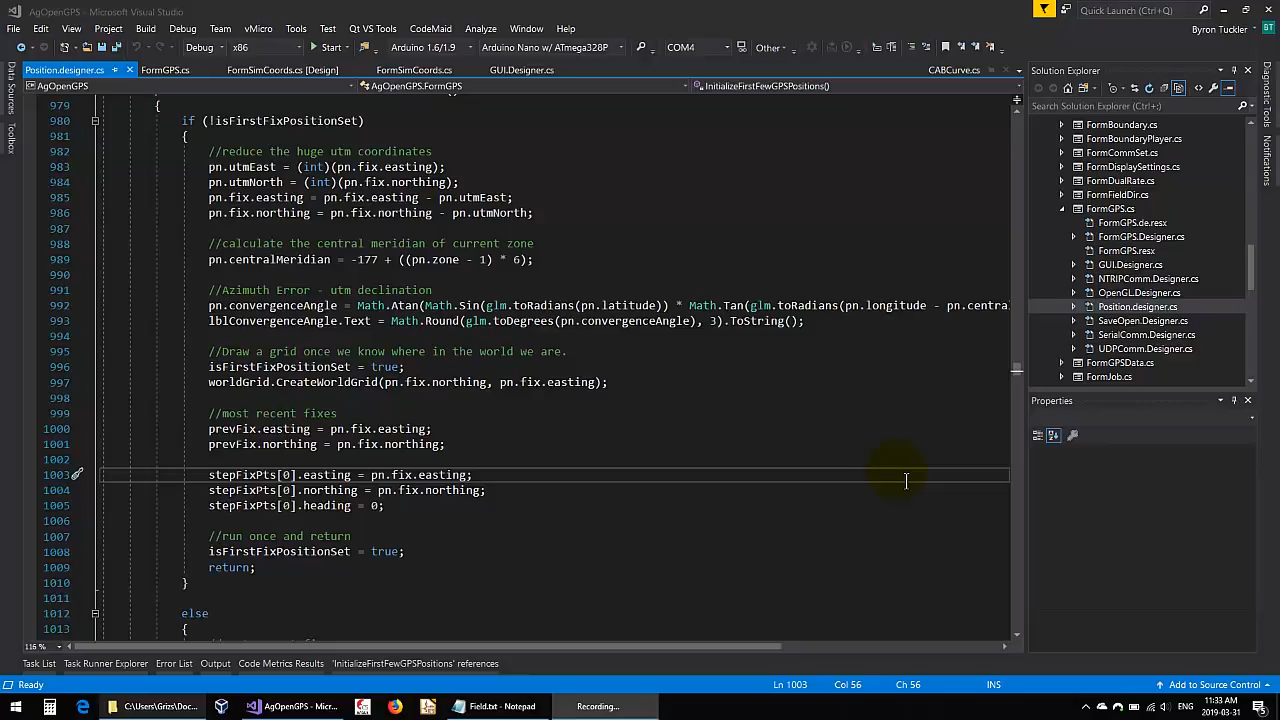 AgOpenGPS - Microsoft Visual Studio
Quick Launch (Ctrl+Q)
File Edit View Project Build Debug Team vMicro Tools Test Qt VS Tools CodeMaid Analyze Window Help
Byron Tuckler BT
Debug x86 Start Arduino 1.6/1.9 Arduino Nano w/ ATmega328P COM4 Other
Position.designer.cs FormGPS.cs FormSimCoords.cs [Design] FormSimCoords.cs GUI.Designer.cs CABCurve.cs
AgOpenGPS AgOpenGPS.FormGPS InitializeFirstFewGPSPositions()
Data Sources
Toolbox
979 {
980 if (!isFirstFixPositionSet)
981 {
982 //reduce the huge utm coordinates
983 pn.utmEast = (int)(pn.fix.easting);
984 pn.utmNorth = (int)(pn.fix.northing);
985 pn.fix.easting = pn.fix.easting - pn.utmEast;
986 pn.fix.northing = pn.fix.northing - pn.utmNorth;
987
988 //calculate the central meridian of current zone
989 pn.centralMeridian = -177 + ((pn.zone - 1) * 6);
990
991 //Azimuth Error - utm declination
992 pn.convergenceAngle = Math.Atan(Math.Sin(glm.toRadians(pn.latitude)) * Math.Tan(glm.toRadians(pn.longitude - pn.centra
993 lblConvergenceAngle.Text = Math.Round(glm.toDegrees(pn.convergenceAngle), 3).ToString();
994
995 //Draw a grid once we know where in the world we are.
996 isFirstFixPositionSet = true;
997 worldGrid.CreateWorldGrid(pn.fix.northing, pn.fix.easting);
998
999 //most recent fixes
1000 prevFix.easting = pn.fix.easting;
1001 prevFix.northing = pn.fix.northing;
1002
1003 stepFixPts[0].easting = pn.fix.easting;
1004 stepFixPts[0].northing = pn.fix.northing;
1005 stepFixPts[0].heading = 0;
1006
1007 //run once and return
1008 isFirstFixPositionSet = true;
1009 return;
1010 }
1011
1012 else
1013 {
116 %
Solution Explorer
Search Solution Explorer (Ctrl+;)
FormBoundary.cs
FormBoundaryPlayer.cs
FormCommSet.cs
FormDisplaySettings.cs
FormDualRate.cs
FormFieldDir.cs
FormGPS.cs
FormGPS.de.resx
FormGPS.Designer.cs
FormGPS.resx
GUI.Designer.cs
NTRIPComm.Designer.cs
OpenGL.Designer.cs
Position.designer.cs
SaveOpen.Designer.cs
SerialComm.Designer.cs
UDPComm.Designer.cs
FormGPSData.cs
FormJob.cs
Properties
Diagnostic Tools
Notifications
Task List Task Runner Explorer Error List Output Code Metrics Results 'InitializeFirstFewGPSPositions' references
Ready Ln 1003 Col 56 Ch 56 INS Add to Source Control
C:\Users\Grizs\Doc... AgOpenGPS - Micr... Field.txt - Notepad Recording...
ENG 11:33 AM
2019-03-31